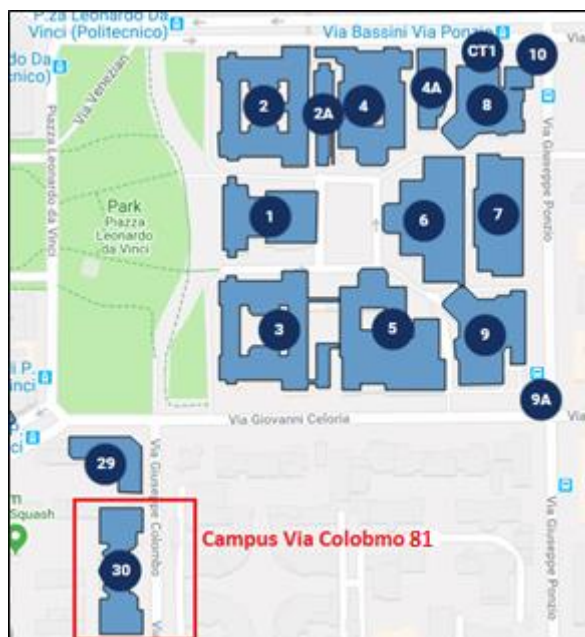 P.za Leonardo Da
Vinci (Politecnico)
Via Bassini Via Ponzio
CT1
10
do Da
cnico)
Via Venezian
2
2A
4
4A
8
Piazza Leonardo da Vinci
Park
Piazza
Leonardo
da Vinci
1
6
7
Via Giuseppe Ponzio
3
5
9
di P.
Vinci
9A
Via Giovanni Celoria
Via
Vinci
29
Via Giuseppe Colombo
m
Squash
30
Campus Via Colobmo 81
Via Giuseppe Ponzio